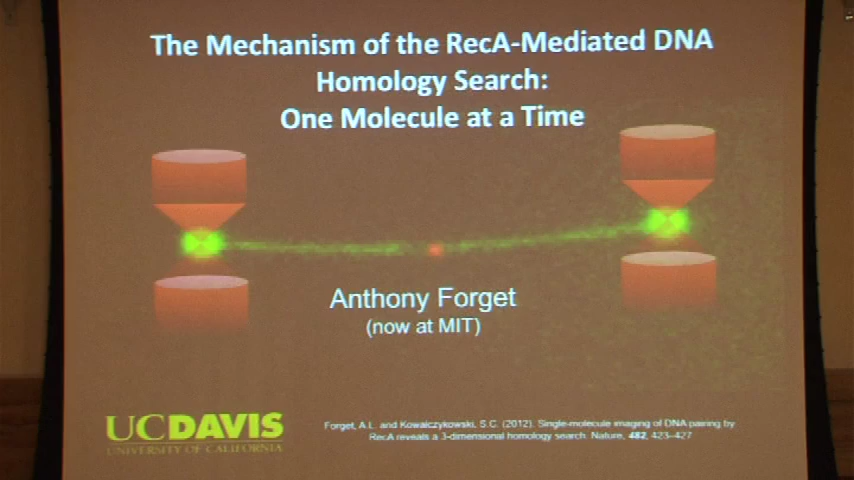 The Mechanism of the RecA-Mediated DNA
Homology Search:
One Molecule at a Time
Anthony Forget
(now at MIT)
UCDAVIS
UNIVERSITY OF CALIFORNIA
Forget, A.L. and Kowalczykowski, S.C. (2012). Single-molecule imaging of DNA pairing by
RecA reveals a 3-dimensional homology search. Nature, 482, 423–427